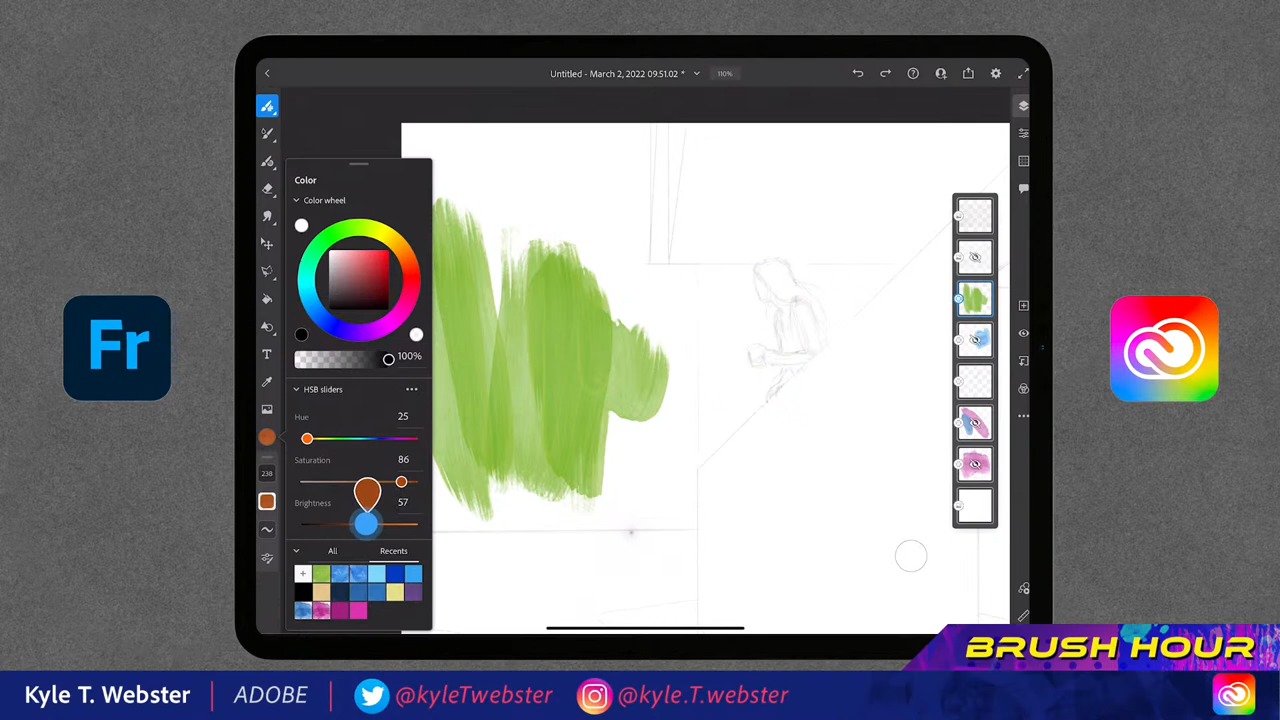 Untitled - March 2, 2022 09.51.02 *
110%
Color
Color wheel
100%
HSB sliders
Hue 25
Saturation 86
Brightness 57
238
T
All Recents
Fr
BRUSH HOUR
Kyle T. Webster | ADOBE | @kyleTwebster @kyle.T.webster